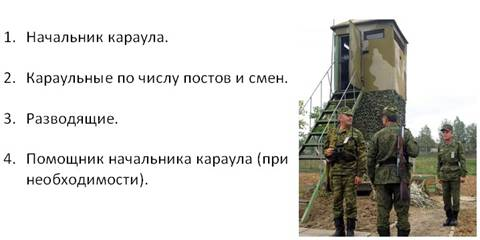 1. Начальник караула.
2. Караульные по числу постов и смен.
3. Разводящие.
4. Помощник начальника караула (при
необходимости).